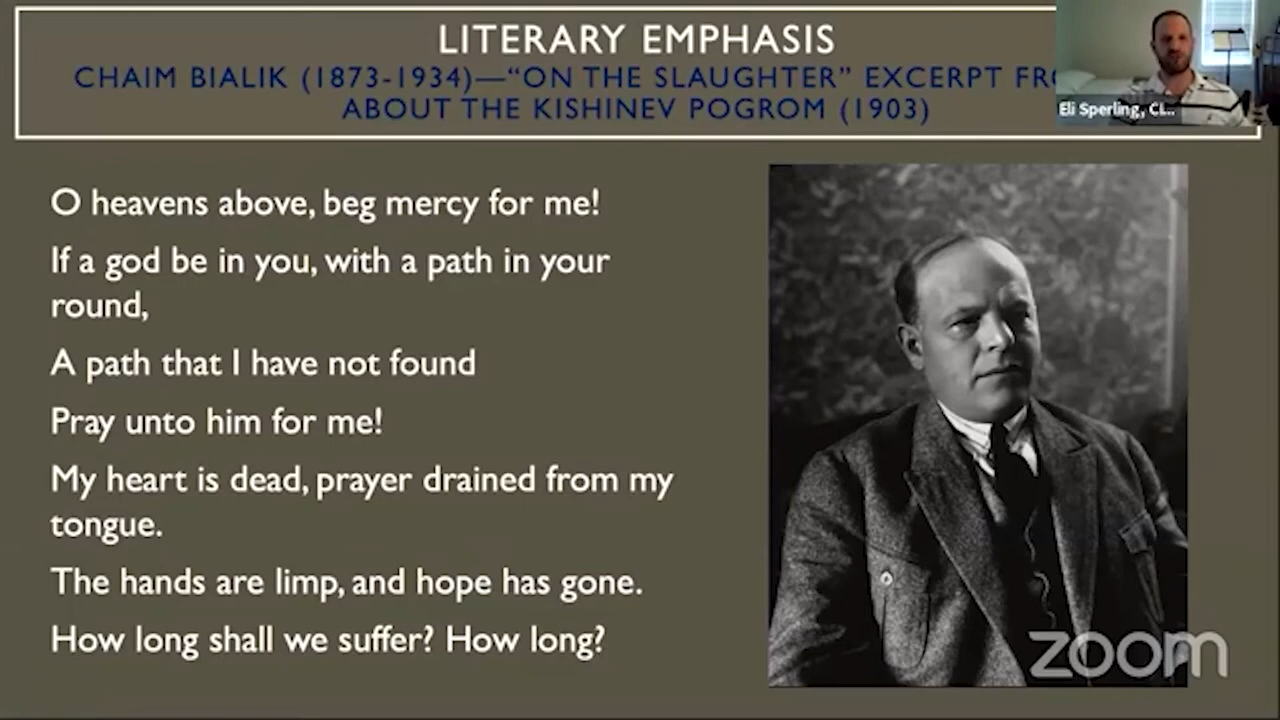 LITERARY EMPHASIS
CHAIM BIALIK (1873-1934)—“ON THE SLAUGHTER” EXCERPT
ABOUT THE KISHINEV POGROM (1903)
Eli Sperling, CI...
O heavens above, beg mercy for me!
If a god be in you, with a path in your
round,
A path that I have not found
Pray unto him for me!
My heart is dead, prayer drained from my
tongue.
The hands are limp, and hope has gone.
How long shall we suffer? How long?
zoom